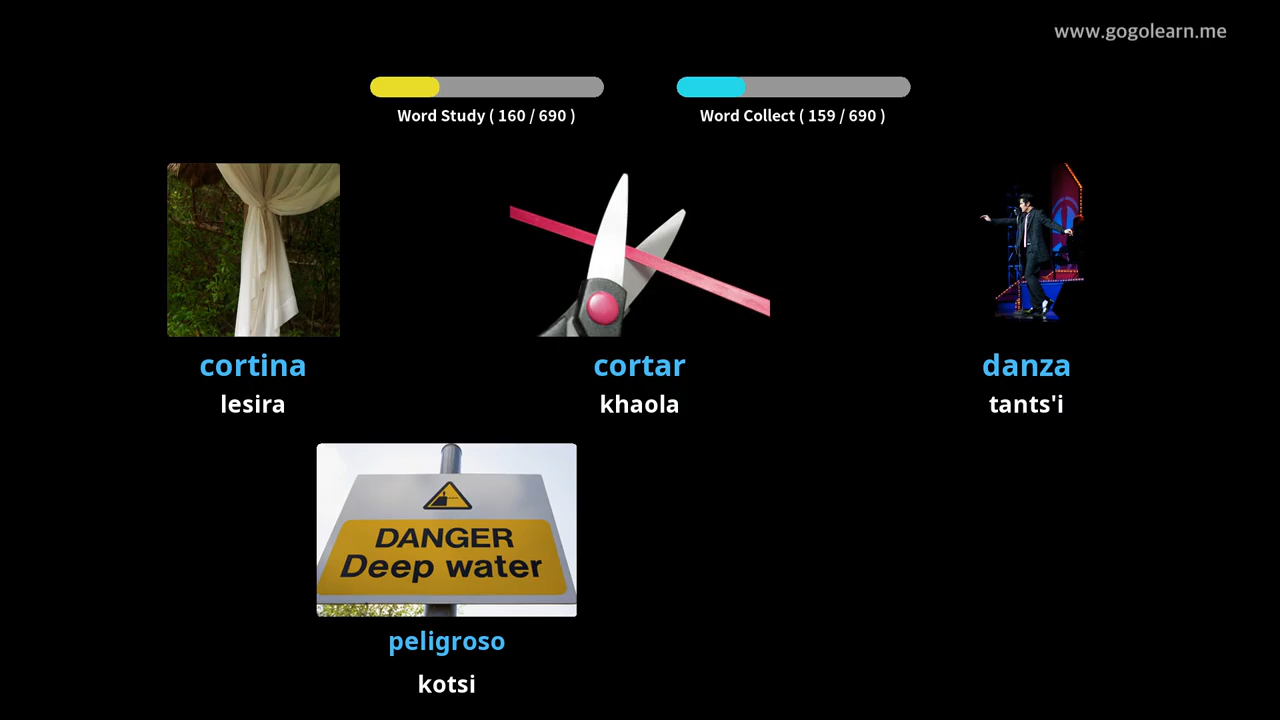 www.gogolearn.me
Word Study ( 160 / 690 )
Word Collect ( 159 / 690 )
cortina
cortar
danza
lesira
khaola
tants'i
DANGER
Deep water
peligroso
kotsi